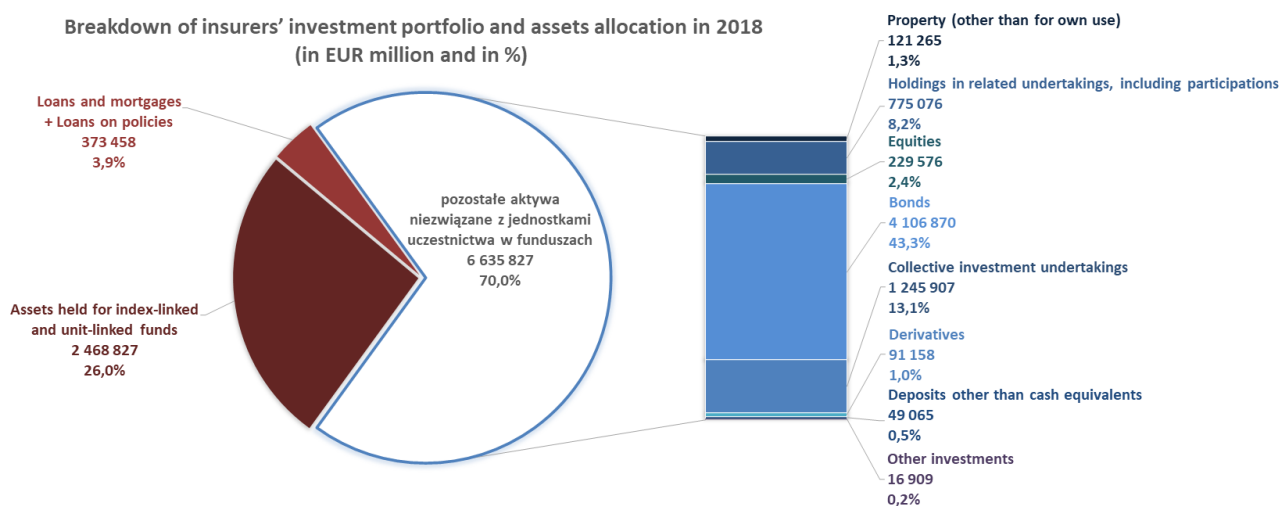 Breakdown of insurers’ investment portfolio and assets allocation in 2018
(in EUR million and in %)
Loans and mortgages
+ Loans on policies
373 458
3,9%
Assets held for index-linked
and unit-linked funds
2 468 827
26,0%
pozostałe aktywa
niezwiązane z jednostkami
uczestnictwa w funduszach
6 635 827
70,0%
Property (other than for own use)
121 265
1,3%
Holdings in related undertakings, including participations
775 076
8,2%
Equities
229 576
2,4%
Bonds
4 106 870
43,3%
Collective investment undertakings
1 245 907
13,1%
Derivatives
91 158
1,0%
Deposits other than cash equivalents
49 065
0,5%
Other investments
16 909
0,2%